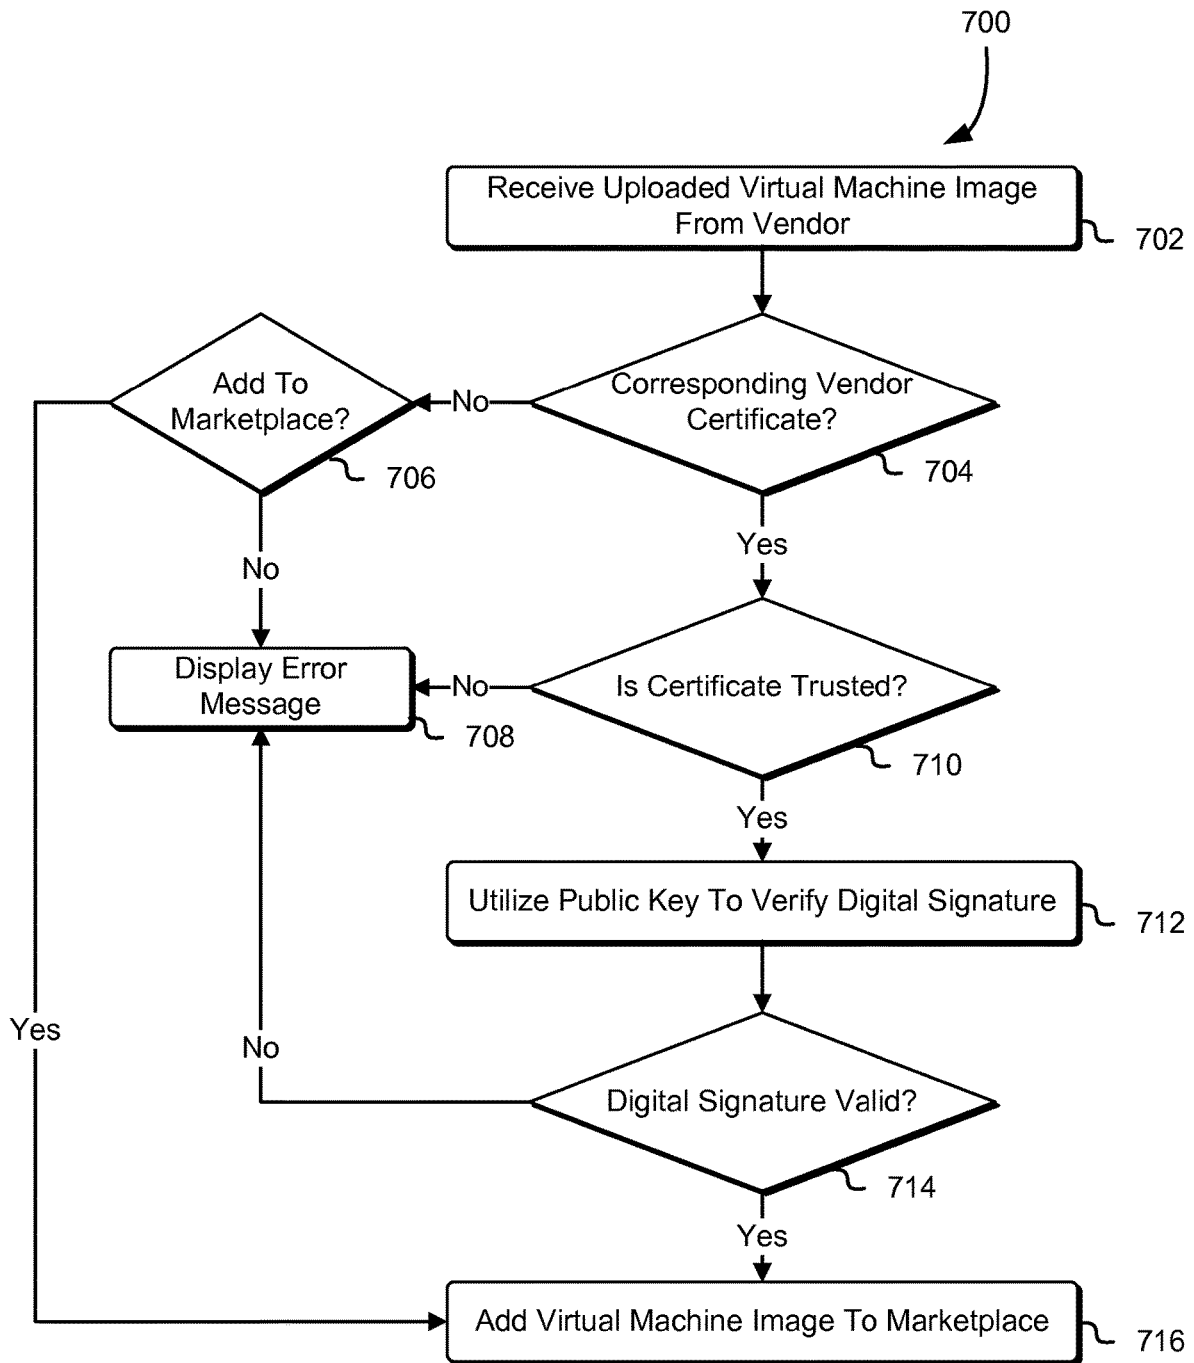 700
Receive Uploaded Virtual Machine Image
From Vendor
702
Add To
Marketplace?
706
No
Corresponding Vendor
Certificate?
704
Yes
No
Display Error
Message
708
No
Is Certificate Trusted?
710
Yes
Utilize Public Key To Verify Digital Signature
712
Yes
No
Digital Signature Valid?
714
Yes
Add Virtual Machine Image To Marketplace
716